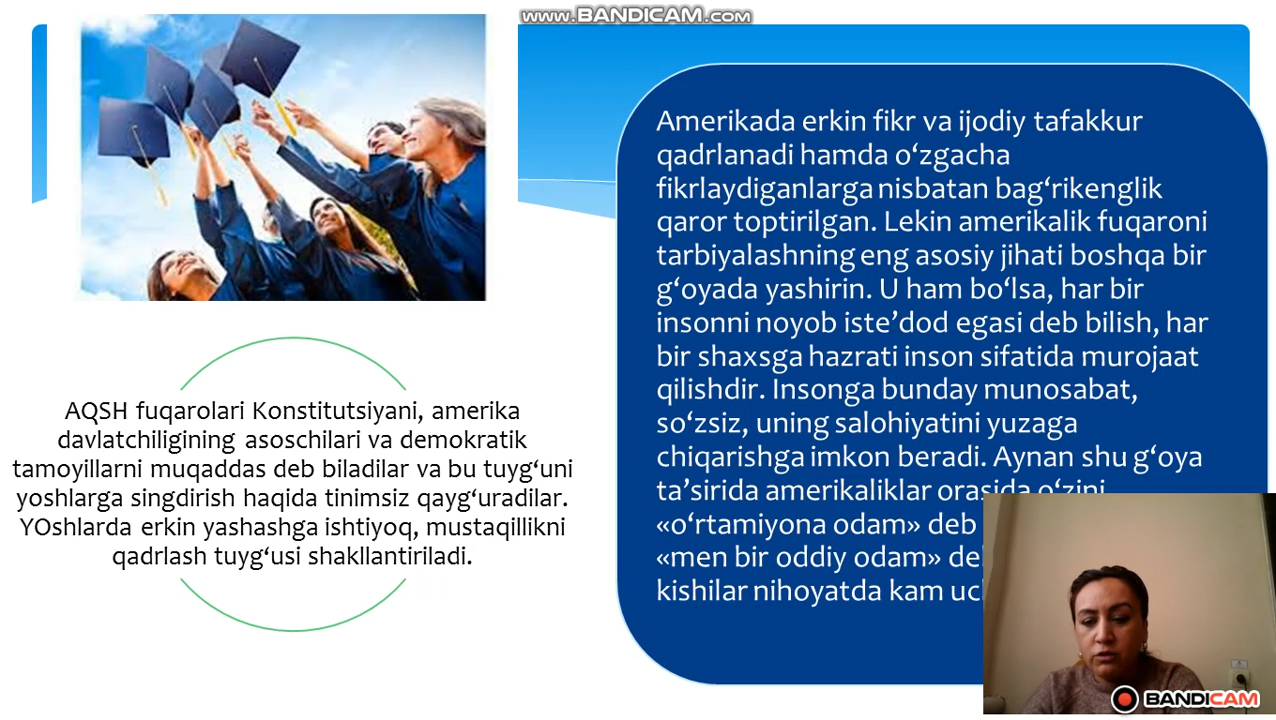 www.BANDICAM.com
Amerikada erkin fikr va ijodiy tafakkur
qadrlanadi hamda o‘zgacha
fikrlaydiganlarga nisbatan bag‘rikenglik
qaror toptirilgan. Lekin amerikalik fuqaroni
tarbiyalashning eng asosiy jihati boshqa bir
g‘oyada yashirin. U ham bo‘lsa, har bir
insonni noyob iste’dod egasi deb bilish, har
bir shaxsga hazrati inson sifatida murojaat
qilishdir. Insonga bunday munosabat,
so‘zsiz, uning salohiyatini yuzaga
chiqarishga imkon beradi. Aynan shu g‘oya
ta’sirida amerikaliklar orasida o‘zini
«o‘rtamiyona odam» deb
«men bir oddiy odam»
kishilar nihoyatda kam
AQSH fuqarolari Konstitutsiyani, amerika
davlatchiligining asoschilari va demokratik
tamoyillarni muqaddas deb biladilar va bu tuyg‘uni
yoshlarga singdirish haqida tinimsiz qayg‘uradilar.
YOshlarda erkin yashashga ishtiyoq, mustaqillikni
qadrlash tuyg‘usi shakllantiriladi.
BANDICAM